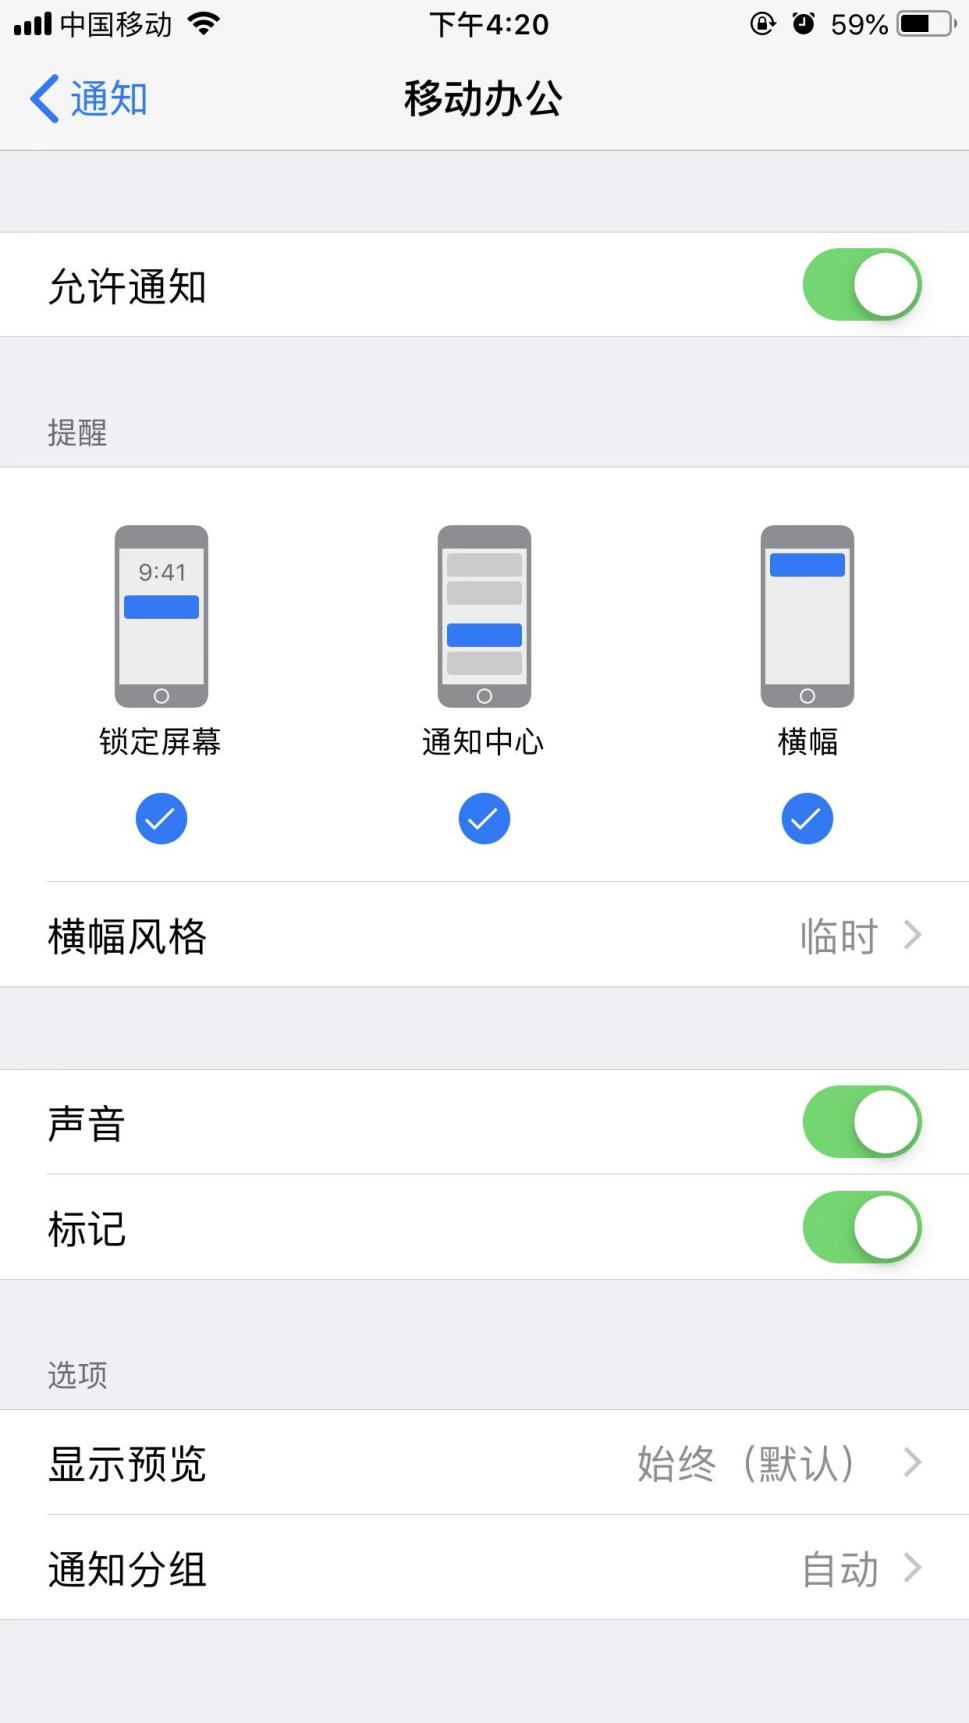 中国移动 下午4:20 59%
通知 移动办公
允许通知
提醒
9:41
锁定屏幕 通知中心 横幅
横幅风格 临时
声音
标记
选项
显示预览 始终（默认）
通知分组 自动